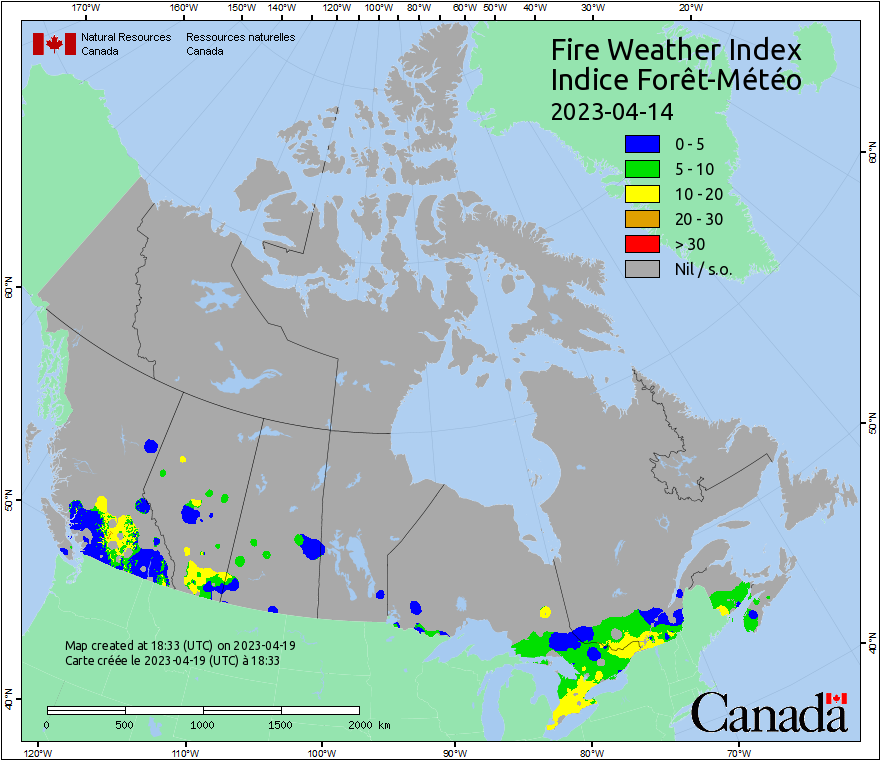 170°W 160°W 150°W 140°W 130°W 120°W 110°W 100°W 90°W 80°W 60°W 50°W 40°W 30°W 20°W
Natural Resources Ressources naturelles
Canada Canada
Fire Weather Index
Indice Forêt-Météo
2023-04-14
0 - 5
5 - 10
10 - 20
20 - 30
> 30
Nil / s.o.
60°N 60°N
50°N 50°N
40°N 40°N
Map created at 18:33 (UTC) on 2023-04-19
Carte créée le 2023-04-19 (UTC) à 18:33
0 500 1000 1500 2000 km
Canada
120°W 110°W 100°W 90°W 80°W 70°W